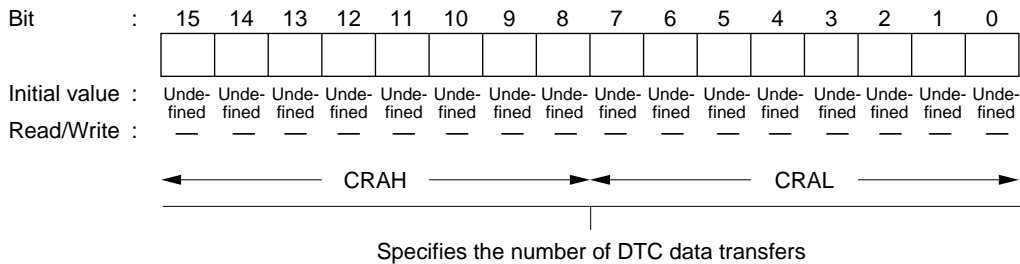 Bit : 15 14 13 12 11 10 9 8 7 6 5 4 3 2 1 0
Initial value : Unde- Unde- Unde- Unde- Unde- Unde- Unde- Unde- Unde- Unde- Unde- Unde- Unde- Unde- Unde- Unde-
fined fined fined fined fined fined fined fined fined fined fined fined fined fined fined fined
Read/Write : — — — — — — — — — — — — — — — —
CRAH CRAL
Specifies the number of DTC data transfers